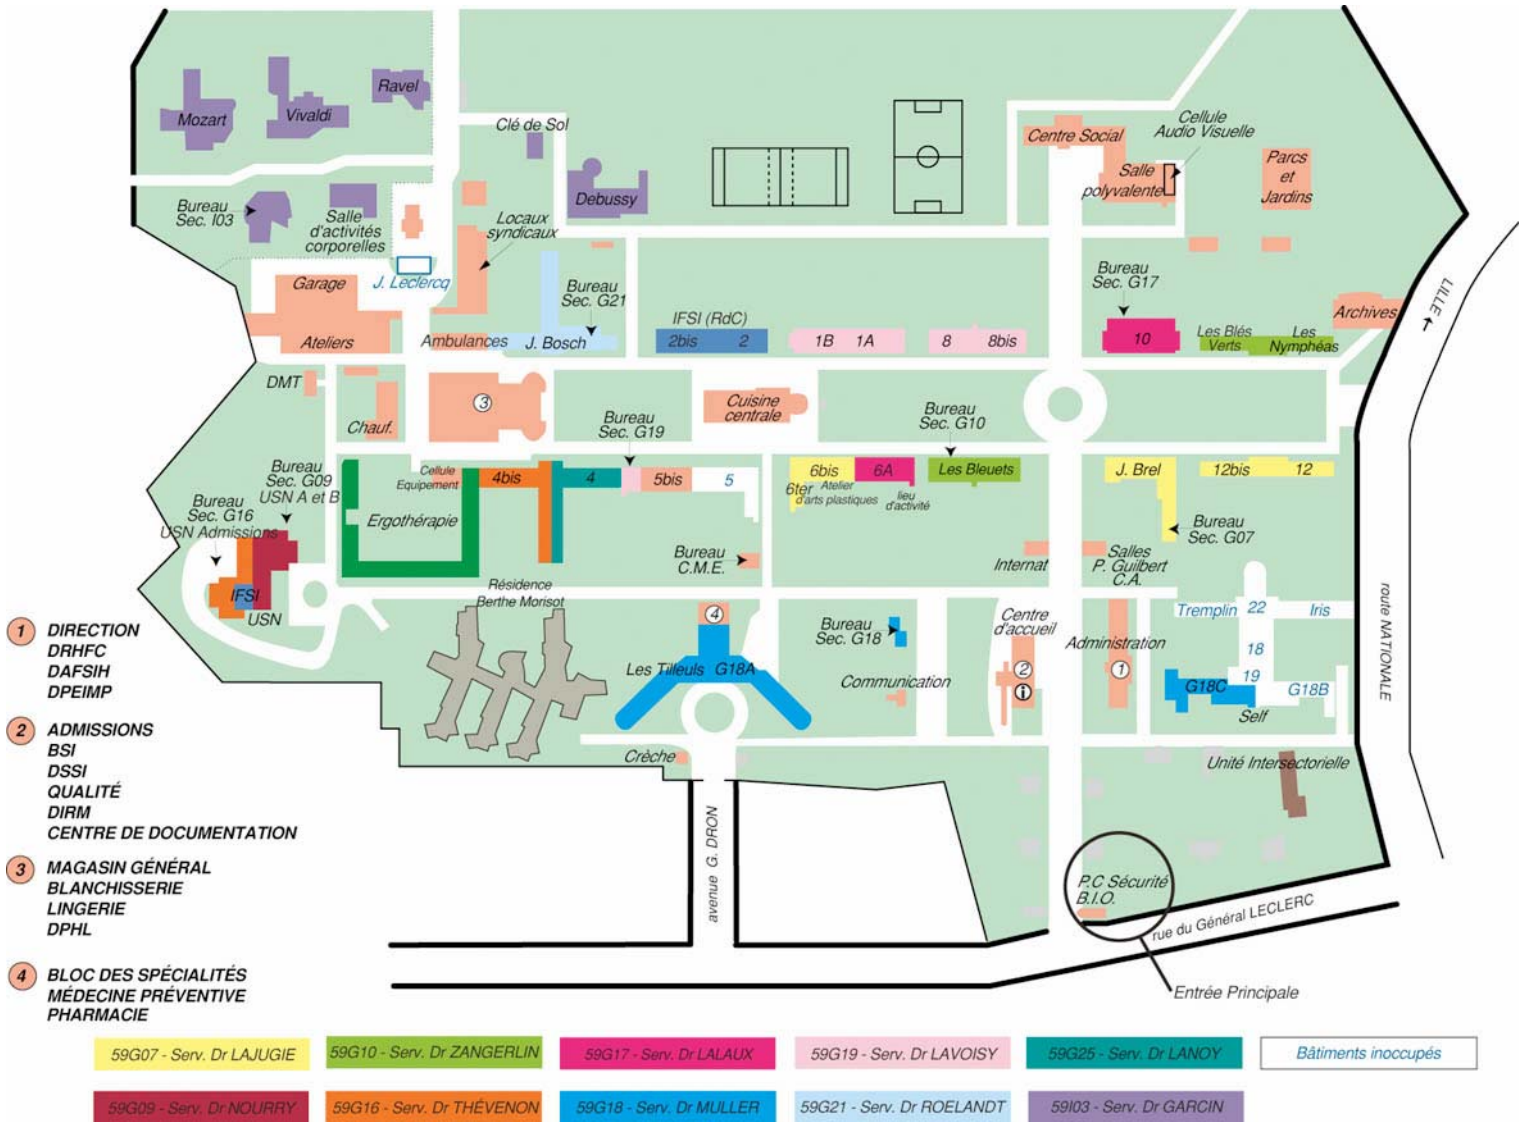 Mozart
Vivaldi
Ravel
Clé de Sol
Debussy
Centre Social
Cellule
Audio Visuelle
Salle
polyvalente
Parcs
et
Jardins
Bureau
Sec. I03
Salle
d'activités
corporelles
Locaux
syndicaux
J. Leclercq
Garage
Ateliers
Ambulances
J. Bosch
Bureau
Sec. G21
IFSI (RdC)
2bis 2
1B 1A
8 8bis
Bureau
Sec. G17
10
Les Blés
Verts
Les
Nymphéas
Archives
LILLE
DMT
Chauf.
3
Bureau
Sec. G19
Cuisine
centrale
Bureau
Sec. G10
Bureau
Sec. G09
USN A et B
Bureau
Sec. G16
USN Admissions
IFSI
USN
Cellule
Equipement
4bis
4
5bis
5
Ergothérapie
6bis
6A
6ter
Atelier
d'arts plastiques
lieu
d'activité
Les Bleuets
J. Brel
12bis 12
Bureau
Sec. G07
Bureau
C.M.E.
Internat
Salles
P. Guilbert
C.A.
Résidence
Berthe Morisot
4
Les Tilleuls G18A
Bureau
Sec. G18
Communication
Centre
d'accueil
2
i
Administration
1
Tremplin 22 Iris
18
19
G18C
G18B
Self
route NATIONALE
Crèche
Unité Intersectorielle
avenue G. DRON
P.C Sécurité
B.I.O.
rue du Général LECLERC
Entrée Principale
1 DIRECTION
DRHFC
DAFSIH
DPEIMP
2 ADMISSIONS
BSI
DSSI
QUALITÉ
DIRM
CENTRE DE DOCUMENTATION
3 MAGASIN GÉNÉRAL
BLANCHISSERIE
LINGERIE
DPHL
4 BLOC DES SPÉCIALITÉS
MÉDECINE PRÉVENTIVE
PHARMACIE
59G07 - Serv. Dr LAJUGIE
59G10 - Serv. Dr ZANGERLIN
59G17 - Serv. Dr LALAUX
59G19 - Serv. Dr LAVOISY
59G25 - Serv. Dr LANOY
Bâtiments inoccupés
59G09 - Serv. Dr NOURRY
59G16 - Serv. Dr THÉVENON
59G18 - Serv. Dr MULLER
59G21 - Serv. Dr ROELANDT
59I03 - Serv. Dr GARCIN